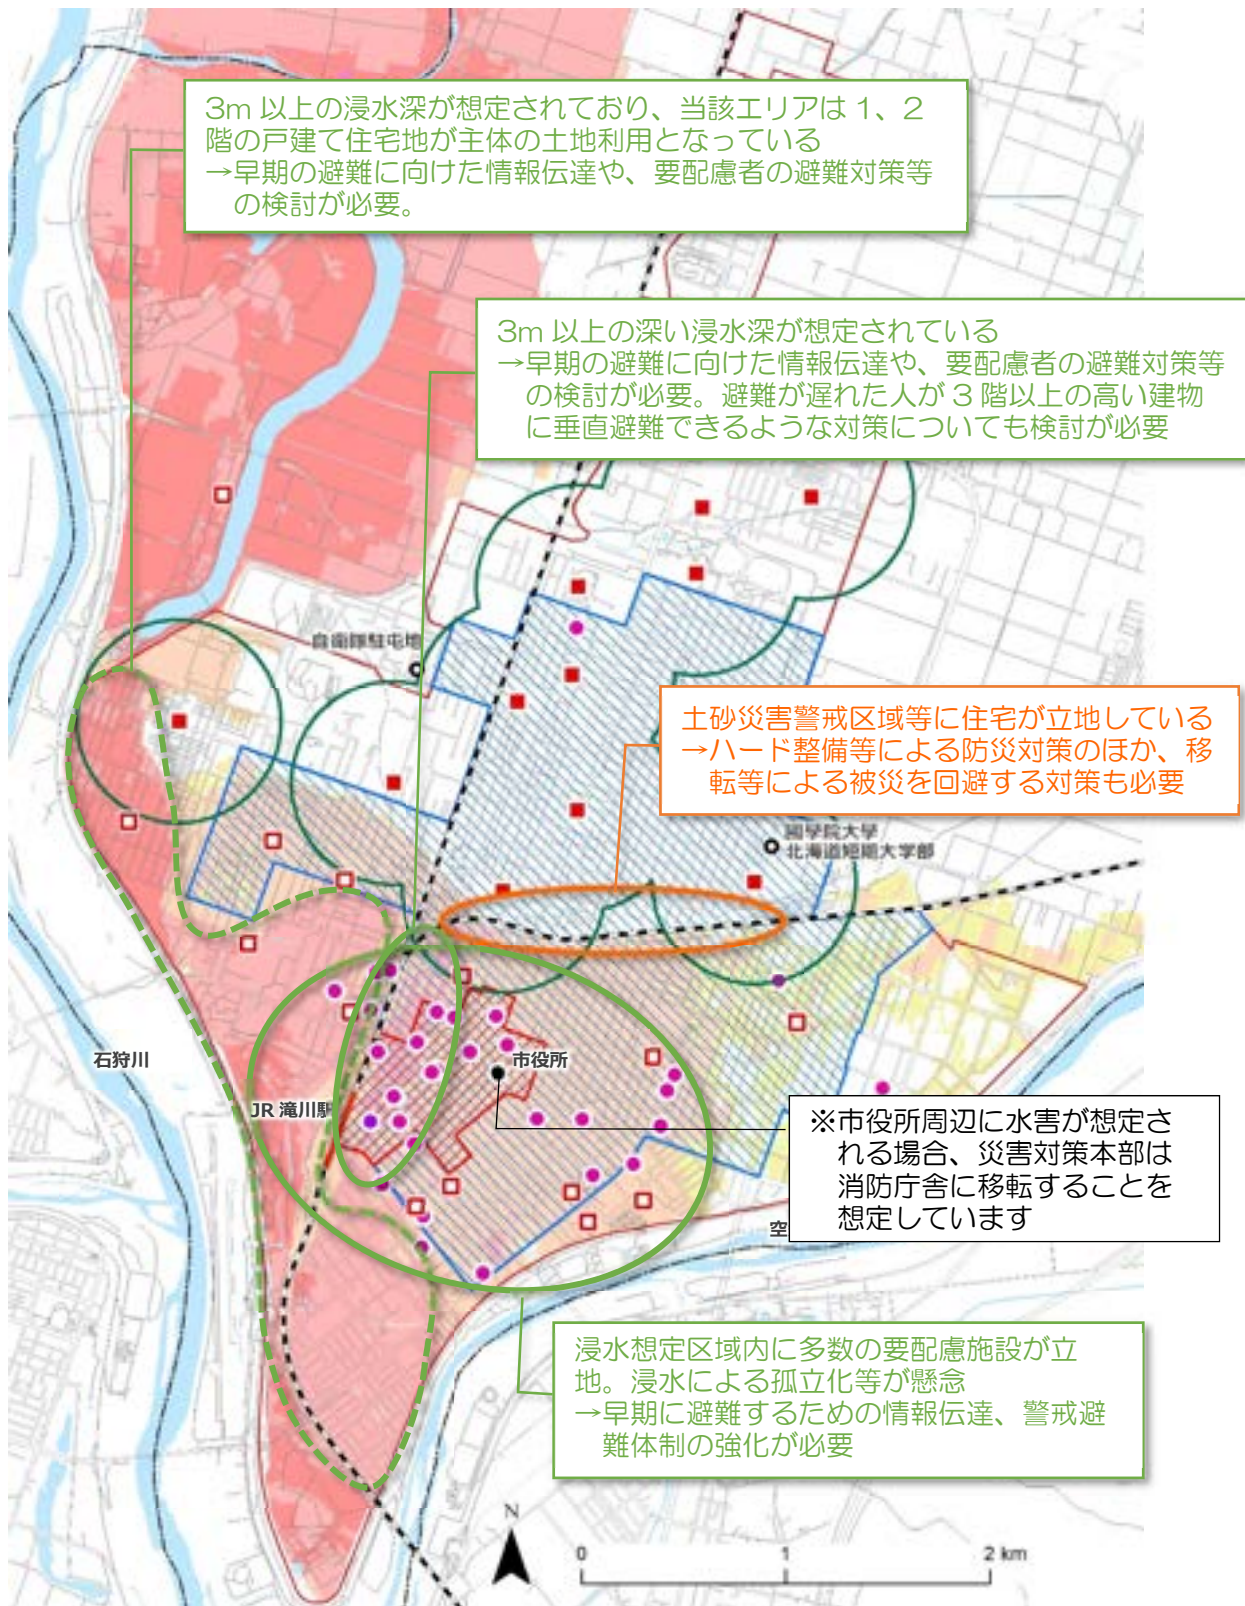 3m 以上の浸水深が想定されており、当該エリアは 1、2
階の戸建て住宅地が主体の土地利用となっている
→早期の避難に向けた情報伝達や、要配慮者の避難対策等
の検討が必要。
3m 以上の深い浸水深が想定されている
→早期の避難に向けた情報伝達や、要配慮者の避難対策等
の検討が必要。避難が遅れた人が 3 階以上の高い建物
に垂直避難できるような対策についても検討が必要
自衛隊駐屯地
土砂災害警戒区域等に住宅が立地している
→ハード整備等による防災対策のほか、移
転等による被災を回避する対策も必要
國学院大学
北海道短期大学部
石狩川
市役所
JR 滝川駅
※市役所周辺に水害が想定さ
れる場合、災害対策本部は
消防庁舎に移転することを
想定しています
空
浸水想定区域内に多数の要配慮施設が立
地。浸水による孤立化等が懸念
→早期に避難するための情報伝達、警戒避
難体制の強化が必要
N
0 1 2 km